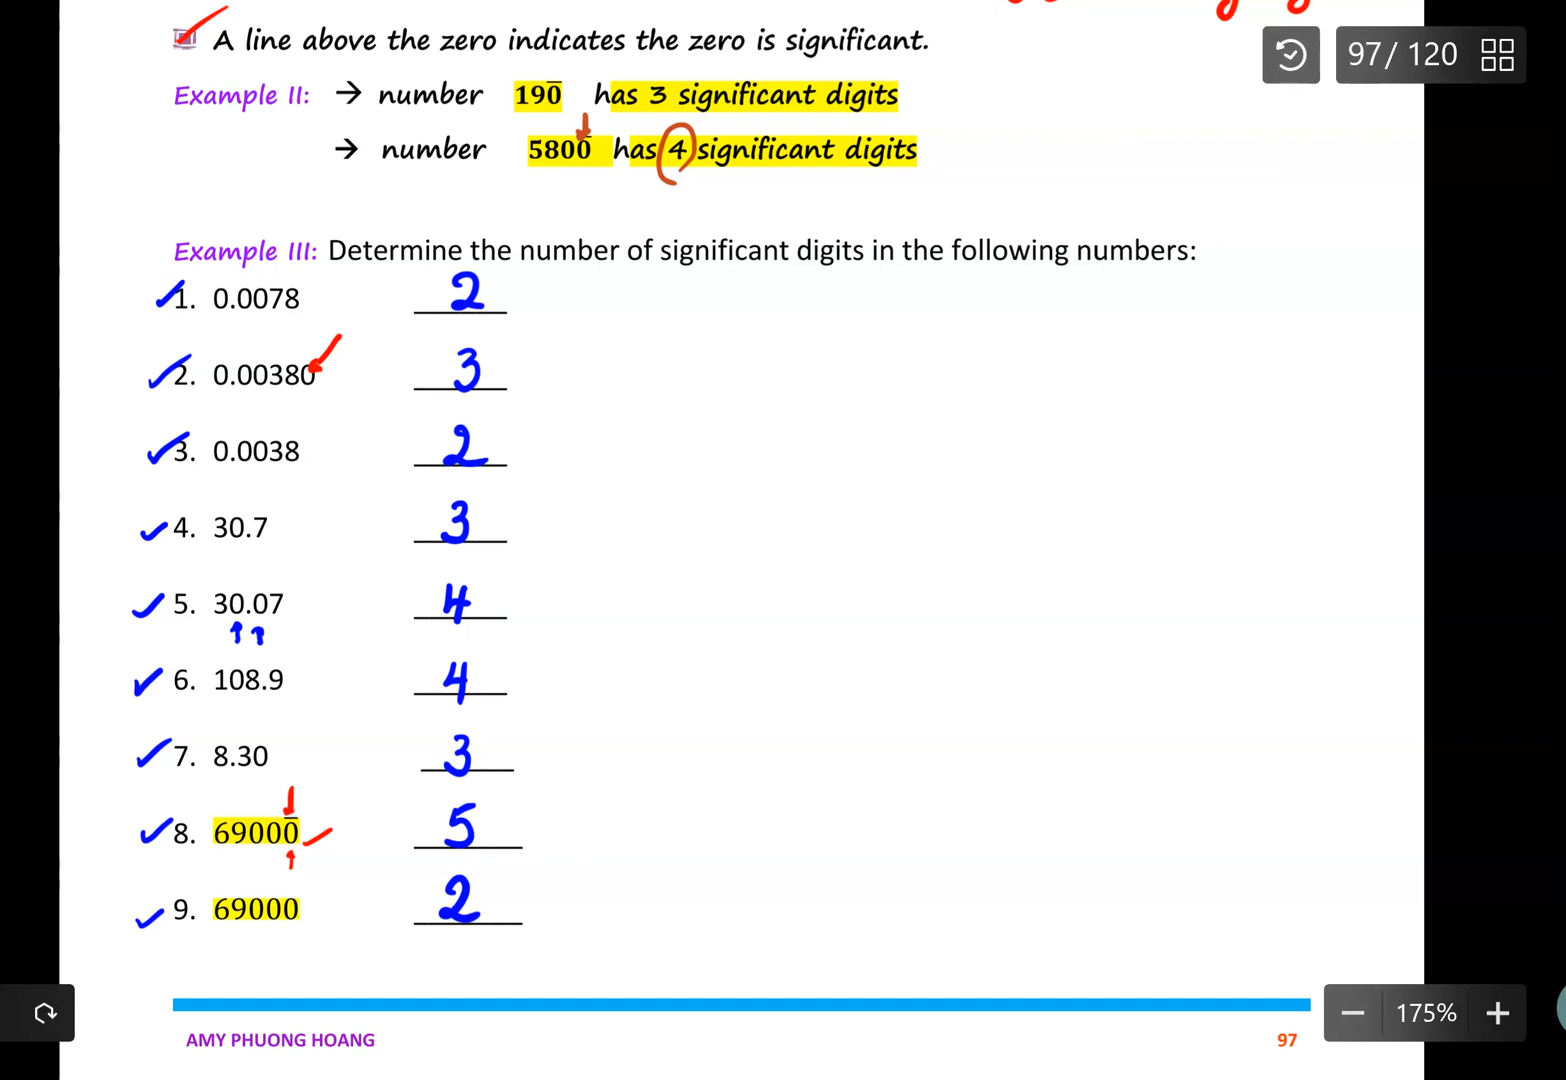 97/ 120
A line above the zero indicates the zero is significant.
Example II: → number 190̅ has 3 significant digits
→ number 5800̅ has 4 significant digits
Example III: Determine the number of significant digits in the following numbers:
1. 0.0078 2
2. 0.00380 3
3. 0.0038 2
4. 30.7 3
5. 30.07 4
6. 108.9 4
7. 8.30 3
8. 69000̅ 5
9. 69000 2
175%
AMY PHUONG HOANG 97